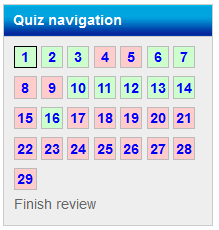 Quiz navigation
1 2 3 4 5 6 7
8 9 10 11 12 13 14
15 16 17 18 19 20 21
22 23 24 25 26 27 28
29
Finish review